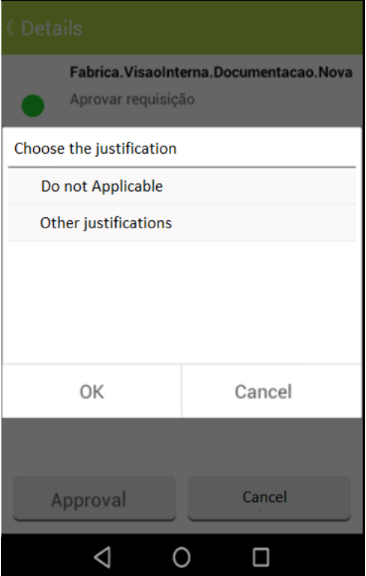 Details
Fabrica.VisaoInterna.Documentacao.Nova
Aprovar requisição
Choose the justification
Do not Applicable
Other justifications
OK Cancel
Approval Cancel